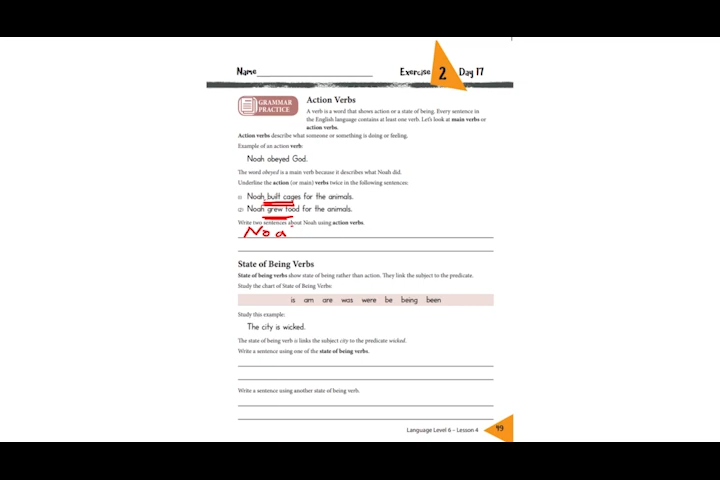 Name
Exercise 2 Day 17
GRAMMAR PRACTICE
Action Verbs
A verb is a word that shows action or a state of being. Every sentence in
the English language contains at least one verb. Let's look at main verbs or
action verbs.
Action verbs describe what someone or something is doing or feeling.
Example of an action verb:
Noah obeyed God.
The word obeyed is a main verb because it describes what Noah did.
Underline the action (or main) verbs twice in the following sentences:
1) Noah built cages for the animals.
2) Noah grew food for the animals.
Write two sentences about Noah using action verbs.
Noa
State of Being Verbs
State of being verbs show state of being rather than action. They link the subject to the predicate.
Study the chart of State of Being Verbs:
is am are was were be being been
Study this example:
The city is wicked.
The state of being verb is links the subject city to the predicate wicked.
Write a sentence using one of the state of being verbs.
Write a sentence using another state of being verb.
Language Level 6 – Lesson 4 49